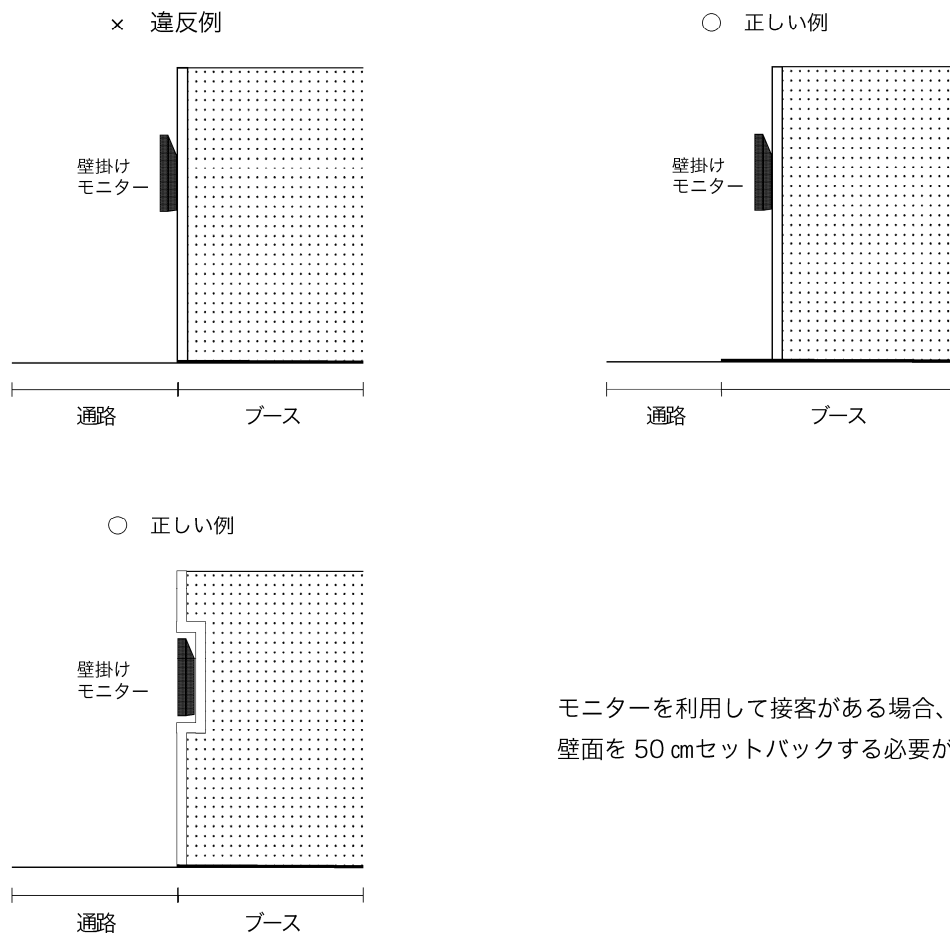 × 違反例
壁掛け
モニター
通路
ブース
○ 正しい例
壁掛け
モニター
通路
ブース
○ 正しい例
壁掛け
モニター
通路
ブース
モニターを利用して接客がある場合、
壁面を 50 ㎝セットバックする必要が